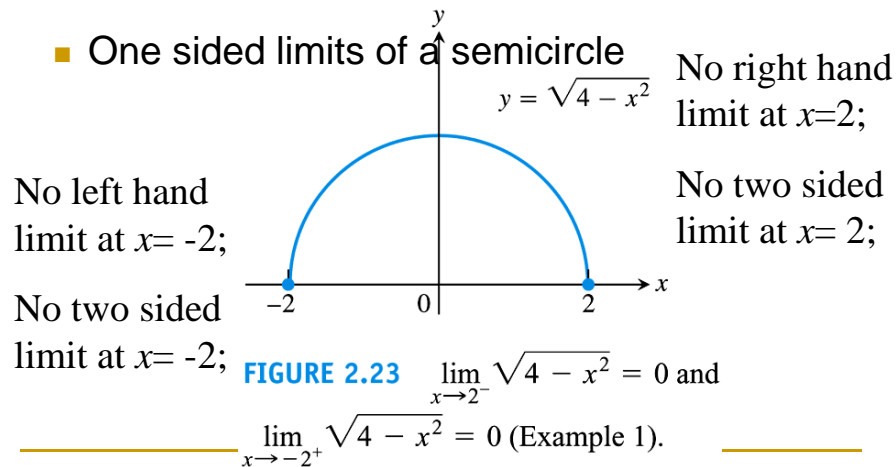 ■ One sided limits of a semicircle
y
y = √(4 − x²)
No right hand
limit at x=2;
No two sided
limit at x= 2;
No left hand
limit at x= -2;
No two sided
limit at x= -2;
−2 0 2 x
FIGURE 2.23 lim x→2⁻ √(4 − x²) = 0 and
lim x→−2⁺ √(4 − x²) = 0 (Example 1).